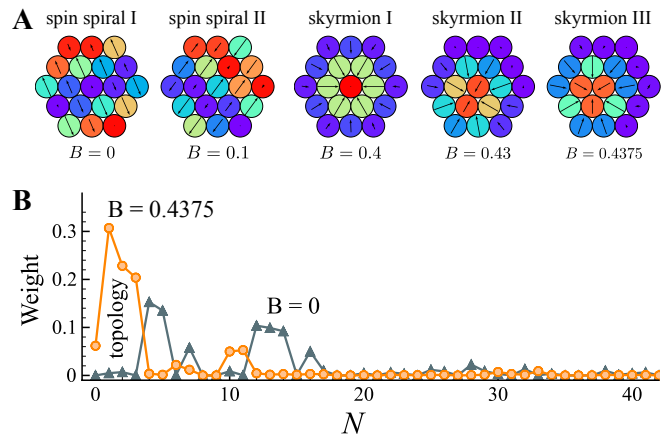 A
spin spiral I spin spiral II skyrmion I skyrmion II skyrmion III
B = 0 B = 0.1 B = 0.4 B = 0.43 B = 0.4375
B
B = 0.4375
B = 0
topology
Weight
0.3
0.2
0.1
0
0 10 20 30 40
N